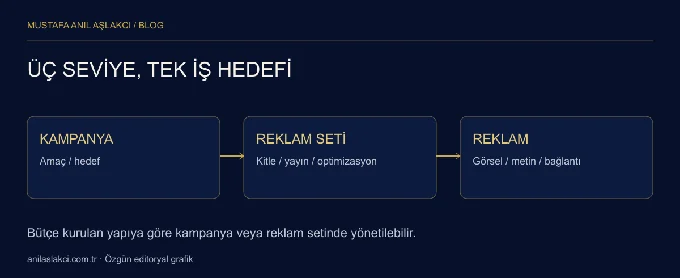 MUSTAFA ANIL AŞLAKCI / BLOG
ÜÇ SEVİYE, TEK İŞ HEDEFİ
KAMPANYA
Amaç / hedef
REKLAM SETİ
Kitle / yayın / optimizasyon
REKLAM
Görsel / metin / bağlantı
Bütçe kurulan yapıya göre kampanya veya reklam setinde yönetilebilir.
anilaslakci.com.tr · Özgün editoryal grafik